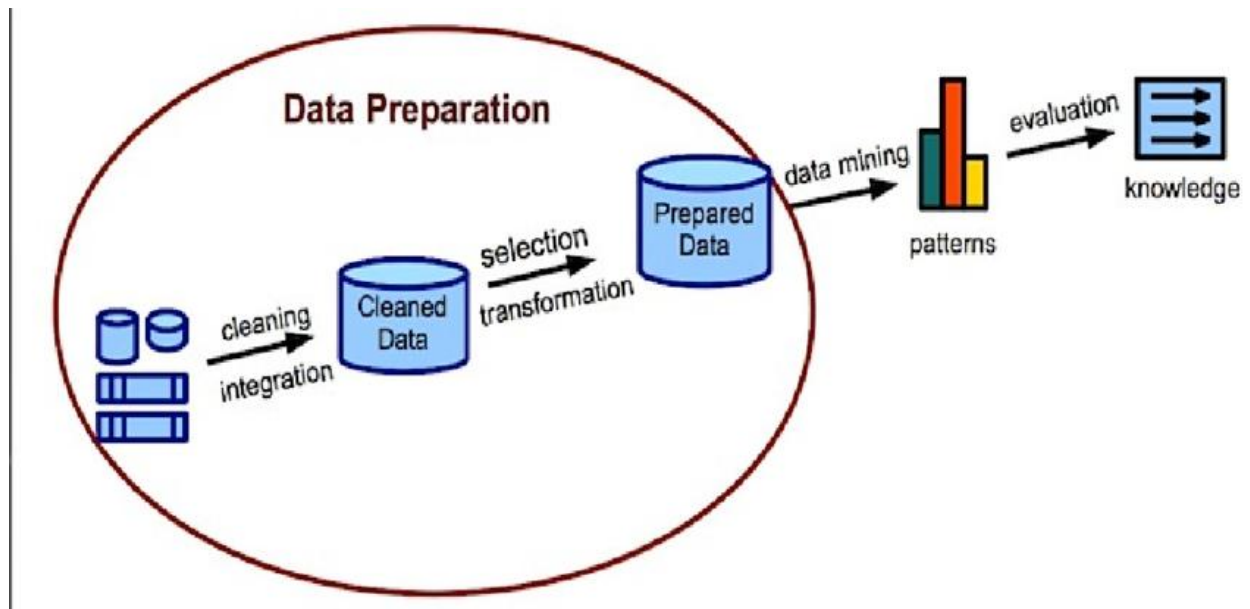 Data Preparation
cleaning
integration
Cleaned
Data
selection
transformation
Prepared
Data
data mining
patterns
evaluation
knowledge